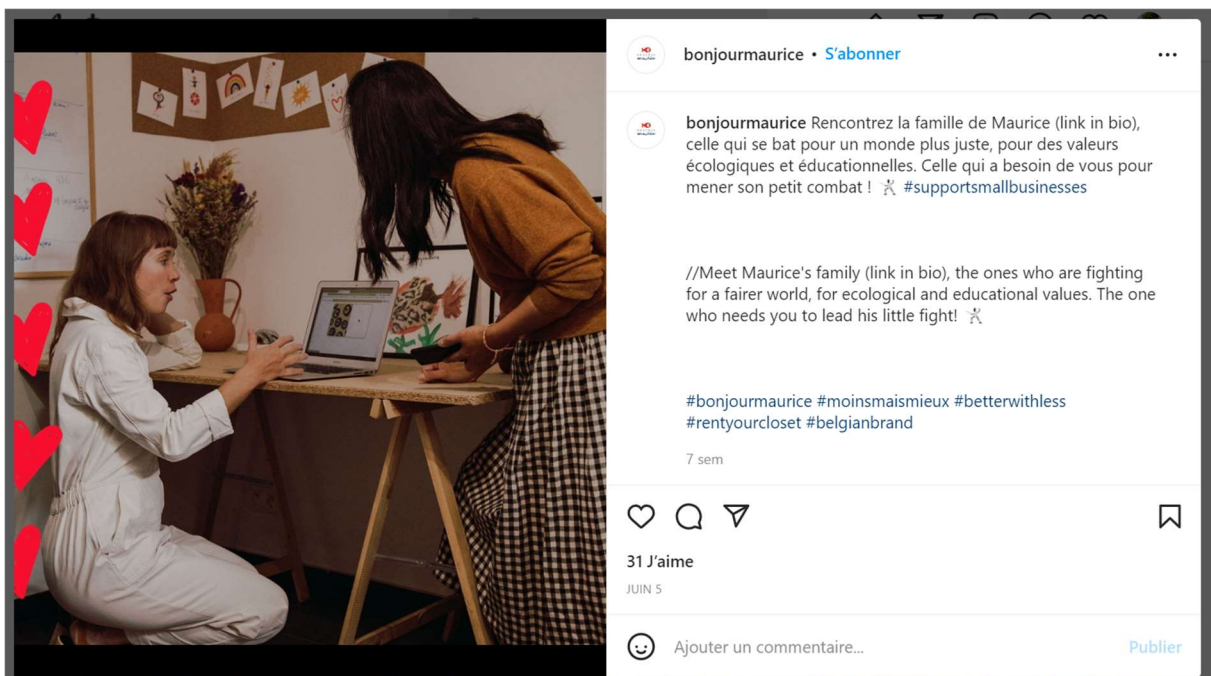 bonjourmaurice • S'abonner
bonjourmaurice Rencontrez la famille de Maurice (link in bio),
celle qui se bat pour un monde plus juste, pour des valeurs
écologiques et éducationnelles. Celle qui a besoin de vous pour
mener son petit combat ! 🤺 #supportsmallbusinesses
//Meet Maurice's family (link in bio), the ones who are fighting
for a fairer world, for ecological and educational values. The one
who needs you to lead his little fight! 🤺
#bonjourmaurice #moinsmaismieux #betterwithless
#rentyourcloset #belgianbrand
7 sem
31 J'aime
JUIN 5
Ajouter un commentaire...
Publier